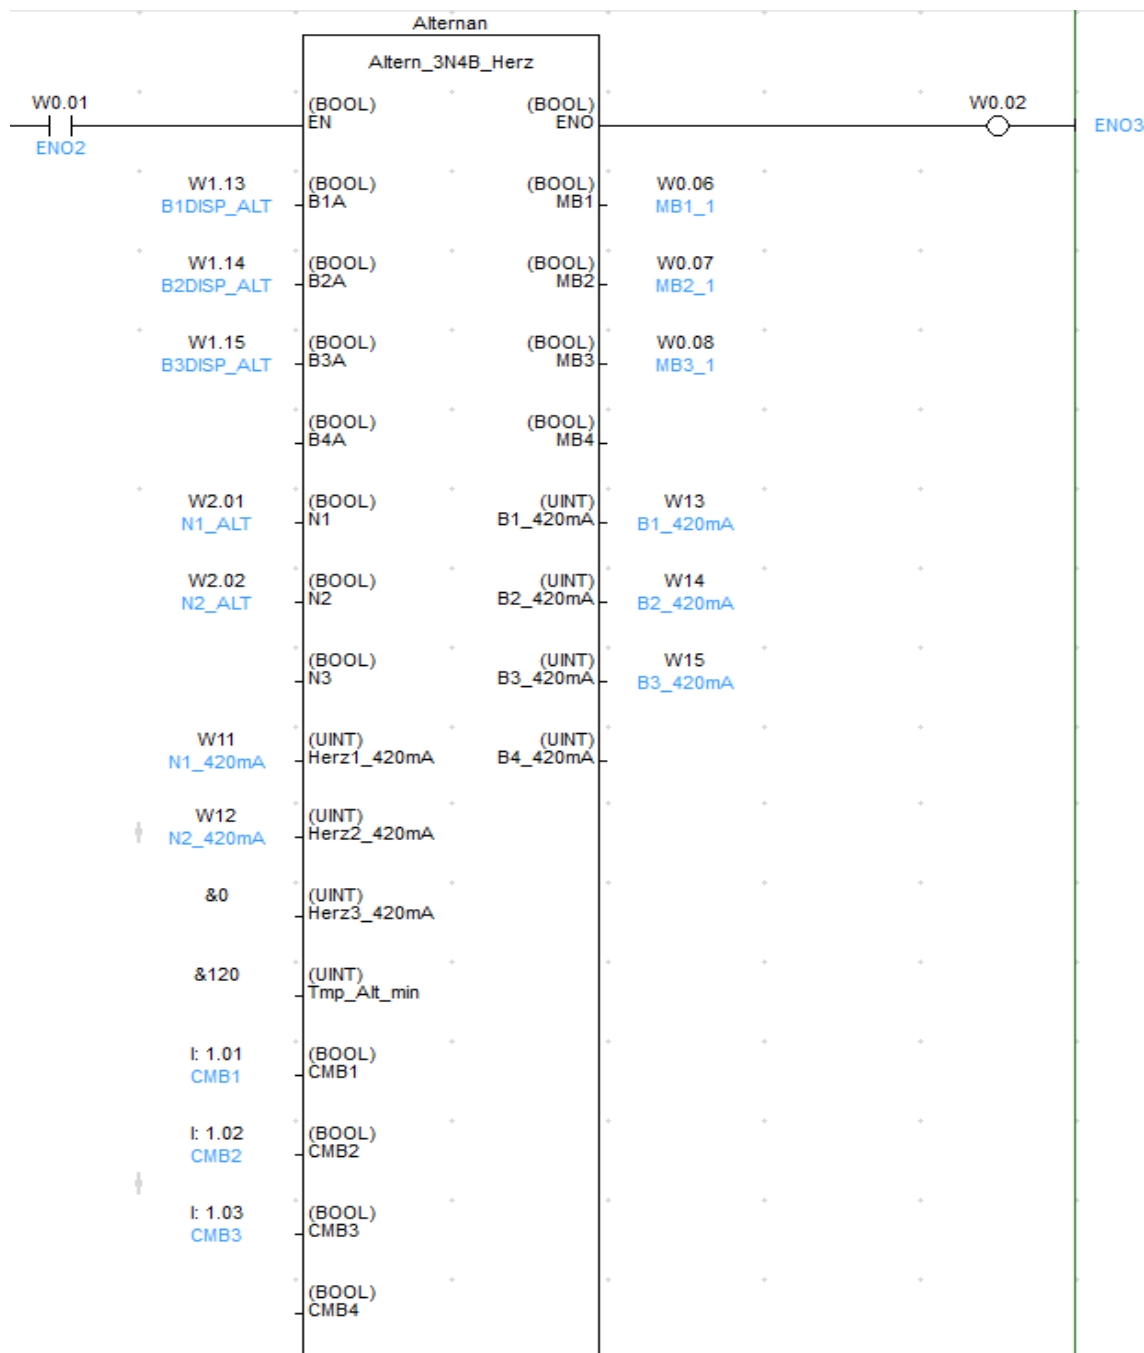 Alternan
Altern_3N4B_Herz
W0.01 (BOOL) (BOOL) W0.02
EN ENO ENO3
ENO2
W1.13 (BOOL) (BOOL) W0.06
B1DISP_ALT B1A MB1 MB1_1
W1.14 (BOOL) (BOOL) W0.07
B2DISP_ALT B2A MB2 MB2_1
W1.15 (BOOL) (BOOL) W0.08
B3DISP_ALT B3A MB3 MB3_1
(BOOL) (BOOL)
B4A MB4
W2.01 (BOOL) (UINT) W13
N1_ALT N1 B1_420mA B1_420mA
W2.02 (BOOL) (UINT) W14
N2_ALT N2 B2_420mA B2_420mA
(BOOL) (UINT) W15
N3 B3_420mA B3_420mA
W11 (UINT) (UINT)
N1_420mA Herz1_420mA B4_420mA
W12 (UINT)
N2_420mA Herz2_420mA
&0 (UINT)
Herz3_420mA
&120 (UINT)
Tmp_Alt_min
I: 1.01 (BOOL)
CMB1 CMB1
I: 1.02 (BOOL)
CMB2 CMB2
I: 1.03 (BOOL)
CMB3 CMB3
(BOOL)
CMB4